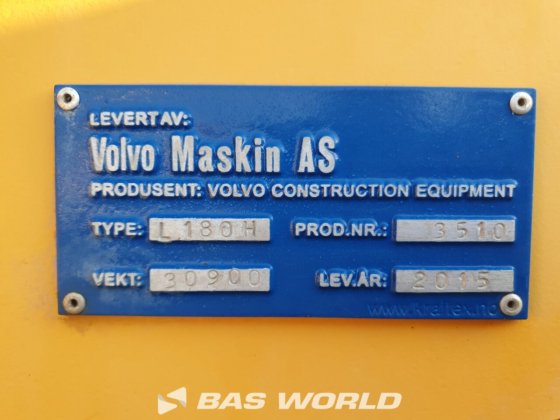 LEVERT AV:
Volvo Maskin AS
PRODUSENT: VOLVO CONSTRUCTION EQUIPMENT
TYPE: L180H PROD.NR.: 3510
VEKT: 30900 LEV.ÅR: 2015
BAS WORLD